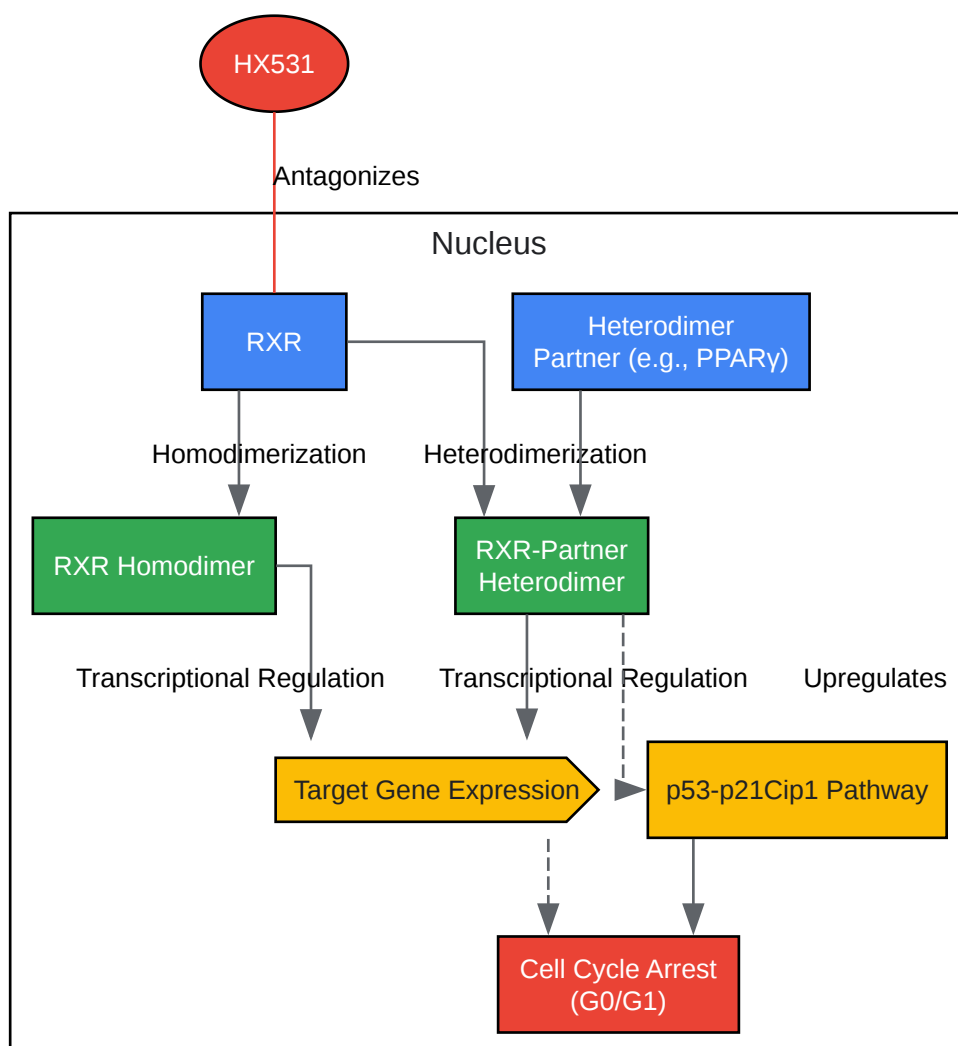 HX531
Antagonizes
Nucleus
RXR
Heterodimer
Partner (e.g., PPARγ)
Homodimerization
Heterodimerization
RXR Homodimer
RXR-Partner
Heterodimer
Transcriptional Regulation
Transcriptional Regulation
Upregulates
Target Gene Expression
p53-p21Cip1 Pathway
Cell Cycle Arrest
(G0/G1)